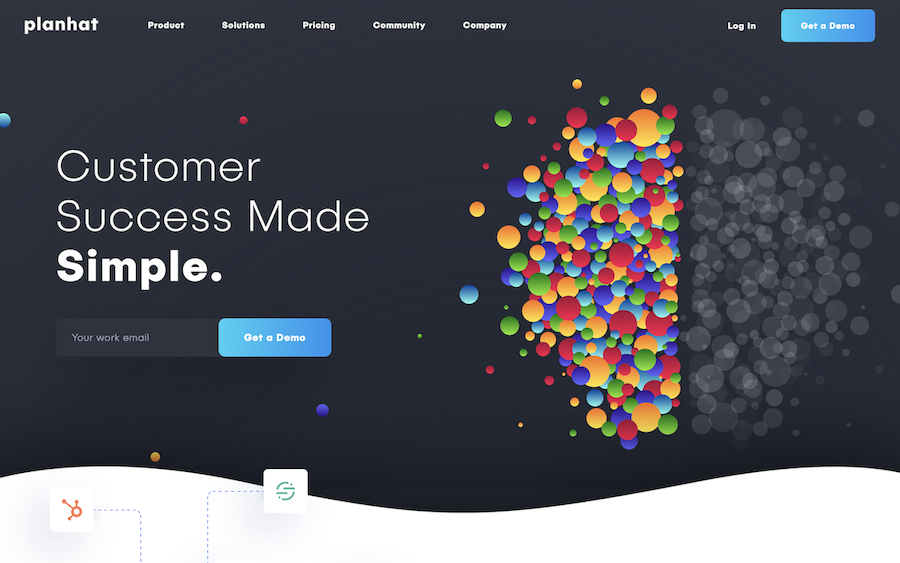 planhat
Product
Solutions
Pricing
Community
Company
Log In
Get a Demo
Customer
Success Made
Simple.
Your work email
Get a Demo